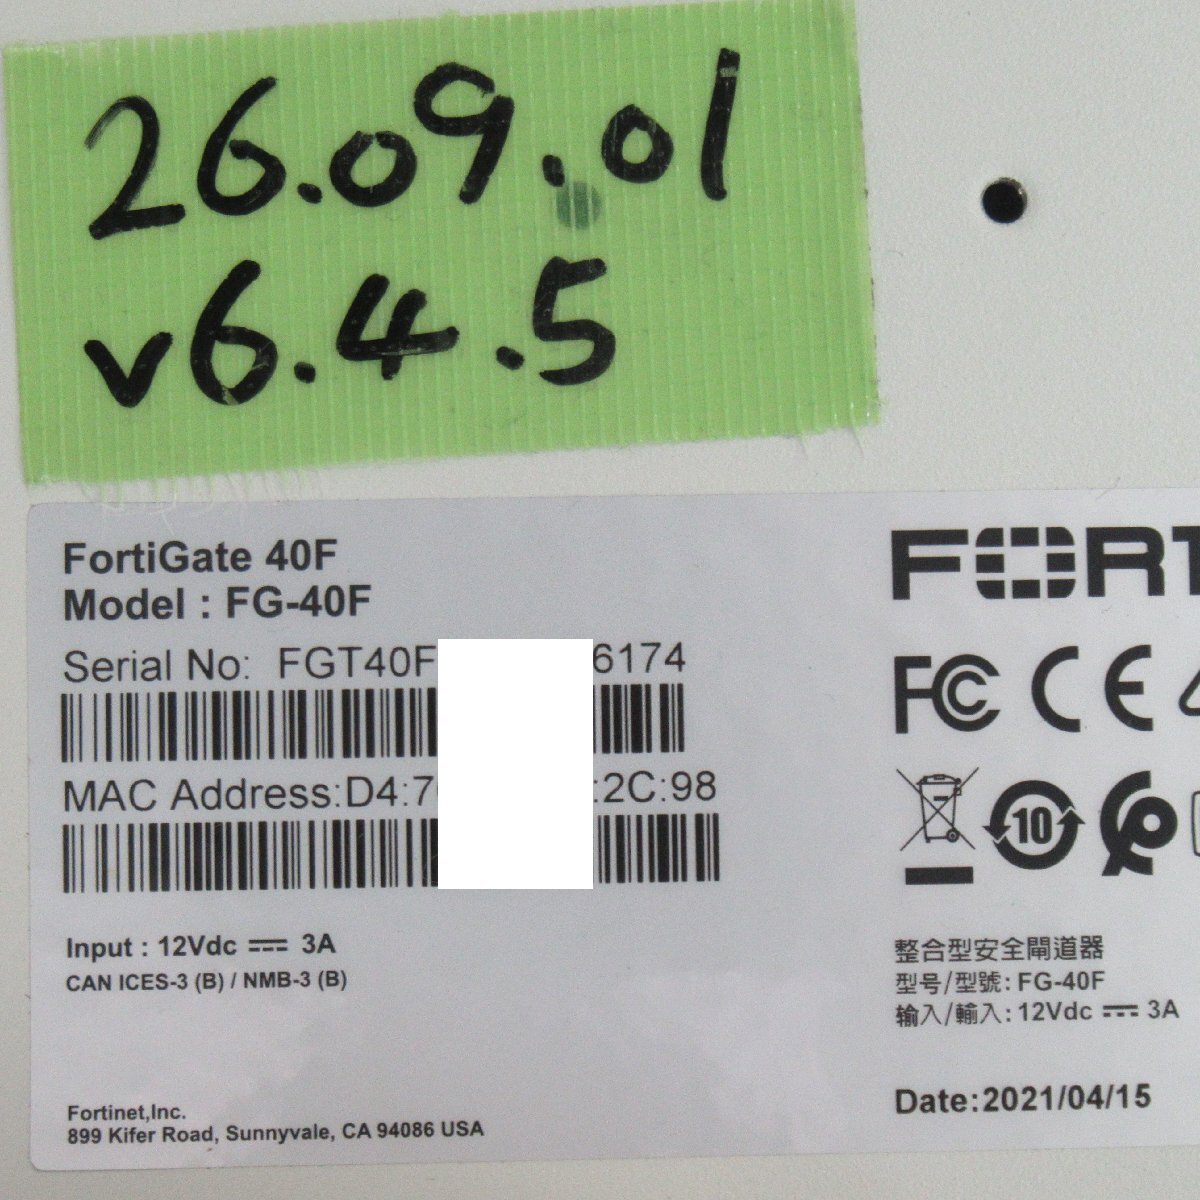 26.09.01
v6.4.5
FortiGate 40F
Model : FG-40F
Serial No: FGT40F 6174
MAC Address:D4:7 :2C:98
Input : 12Vdc ⎓ 3A
CAN ICES-3 (B) / NMB-3 (B)
Fortinet,Inc.
899 Kifer Road, Sunnyvale, CA 94086 USA
FORT
FC CE
10
整合型安全閘道器
型号/型號: FG-40F
输入/輸入: 12Vdc ⎓ 3A
Date:2021/04/15